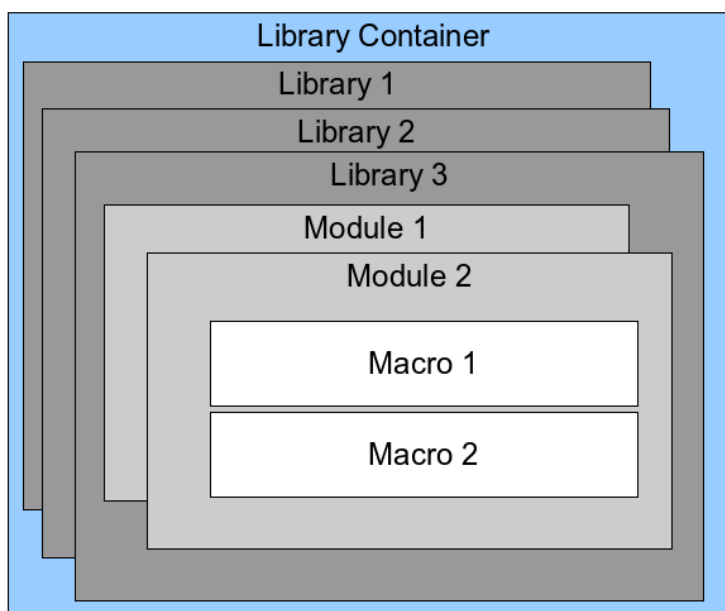 Library Container
Library 1
Library 2
Library 3
Module 1
Module 2
Macro 1
Macro 2